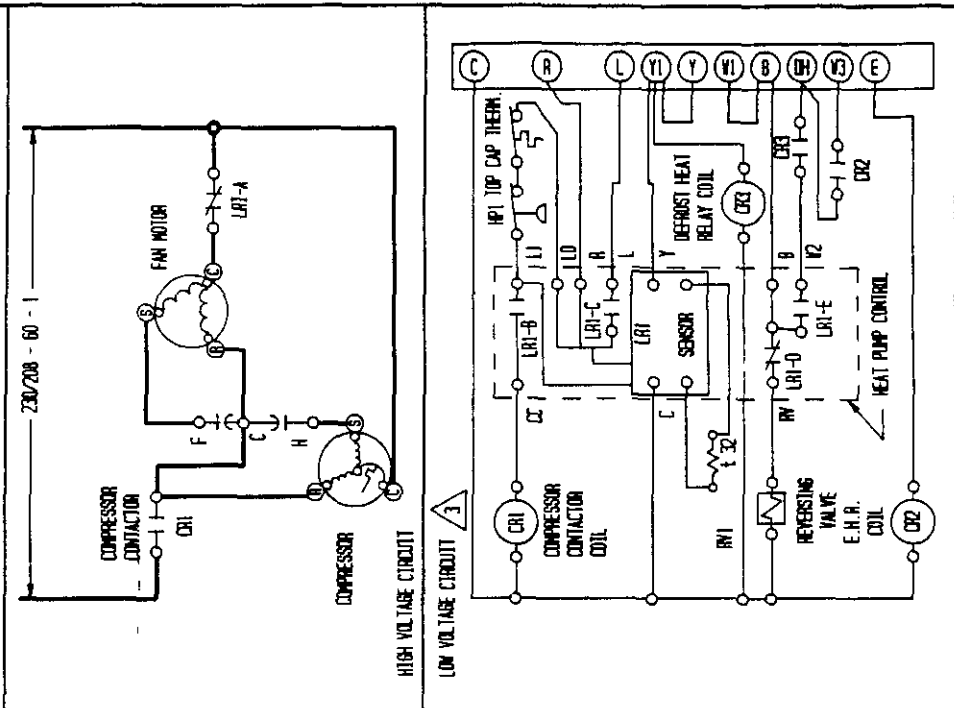 230/208 - 60 - 1
COMPRESSOR
CONTACTOR
CR1
FAN MOTOR
S
R
C
LR1-A
F
C
H
COMPRESSOR
R
S
C
HIGH VOLTAGE CIRCUIT
LOW VOLTAGE CIRCUIT
3
C
R
L
Y1
Y
W1
B
OH
W3
E
HP1 TOP CAP THERM.
L1
LO
R
L
Y
B
W2
CR3
CR2
DEFROST HEAT
RELAY COIL
CR3
LR1-B
LR1-C
LR1
SENSOR
LR1-D
LR1-E
HEAT PUMP CONTROL
CC
C
RV
t 32
CR1
COMPRESSOR
CONTACTOR
COIL
RV1
REVERSING
VALVE
E.H.R.
COIL
CR2